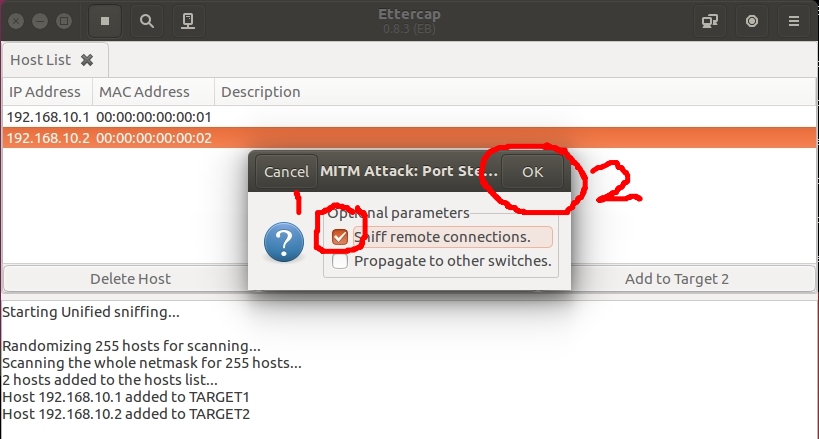 Ettercap
0.8.3 (EB)
Host List
IP Address MAC Address Description
192.168.10.1 00:00:00:00:00:01
192.168.10.2 00:00:00:00:00:02
Cancel MITM Attack: Port Ste... OK
1 2
Optional parameters
Sniff remote connections.
Propagate to other switches.
Delete Host Add to Target 2
Starting Unified sniffing...
Randomizing 255 hosts for scanning...
Scanning the whole netmask for 255 hosts...
2 hosts added to the hosts list...
Host 192.168.10.1 added to TARGET1
Host 192.168.10.2 added to TARGET2